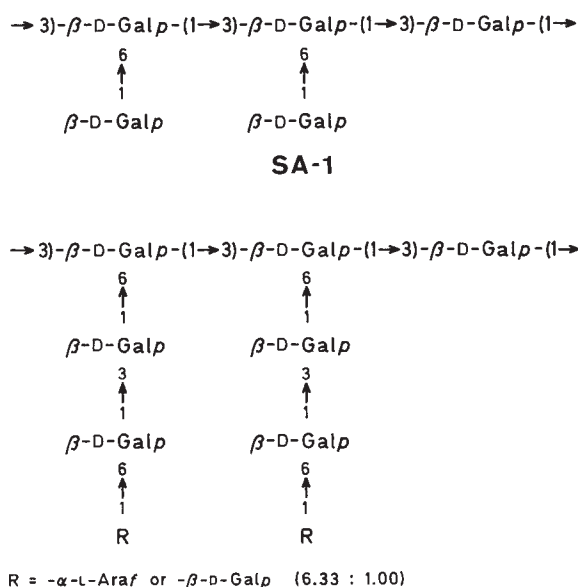 → 3)-β-D-Galp-(1→3)-β-D-Galp-(1→3)-β-D-Galp-(1→
6 6
↑ ↑
1 1
β-D-Galp β-D-Galp
SA-1
→ 3)-β-D-Galp-(1→3)-β-D-Galp-(1→3)-β-D-Galp-(1→
6 6
↑ ↑
1 1
β-D-Galp β-D-Galp
3 3
↑ ↑
1 1
β-D-Galp β-D-Galp
6 6
↑ ↑
1 1
R R
R = -α-L-Araf or -β-D-Galp (6.33 : 1.00)